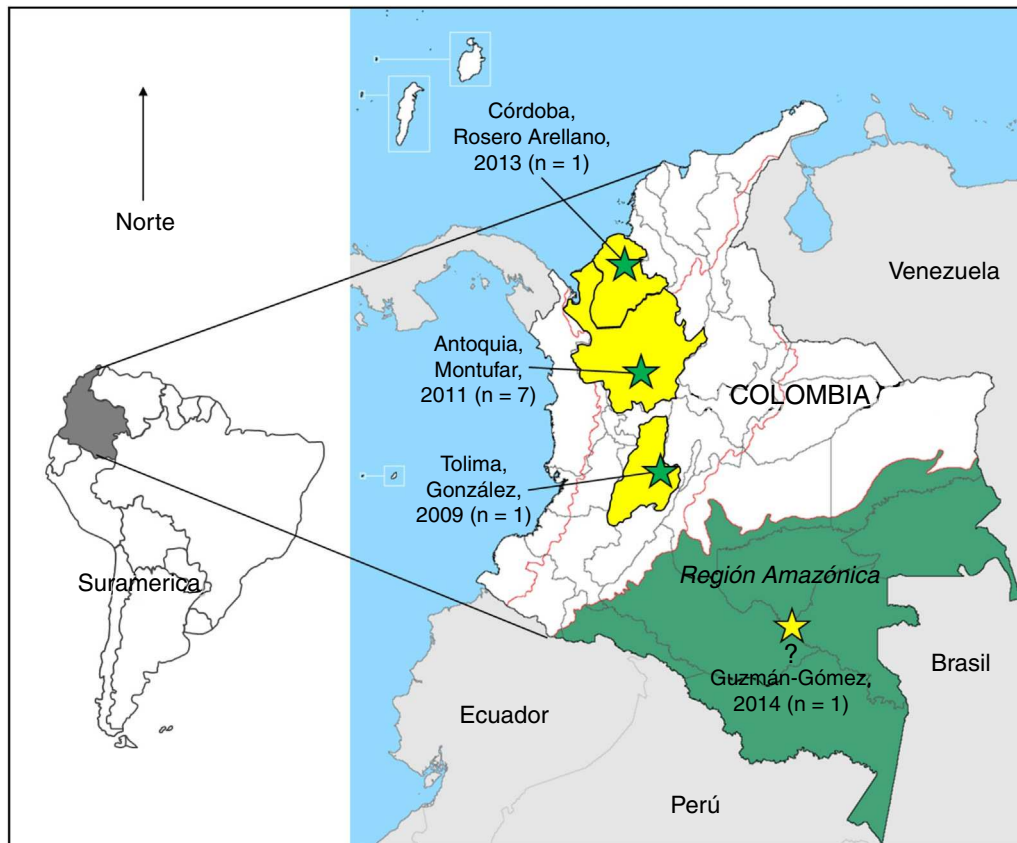 Norte
Suramerica
Córdoba,
Rosero Arellano,
2013 (n = 1)
Venezuela
Antoquia,
Montufar,
2011 (n = 7)
COLOMBIA
Tolima,
González,
2009 (n = 1)
Región Amazónica
?
Guzmán-Gómez,
2014 (n = 1)
Brasil
Ecuador
Perú